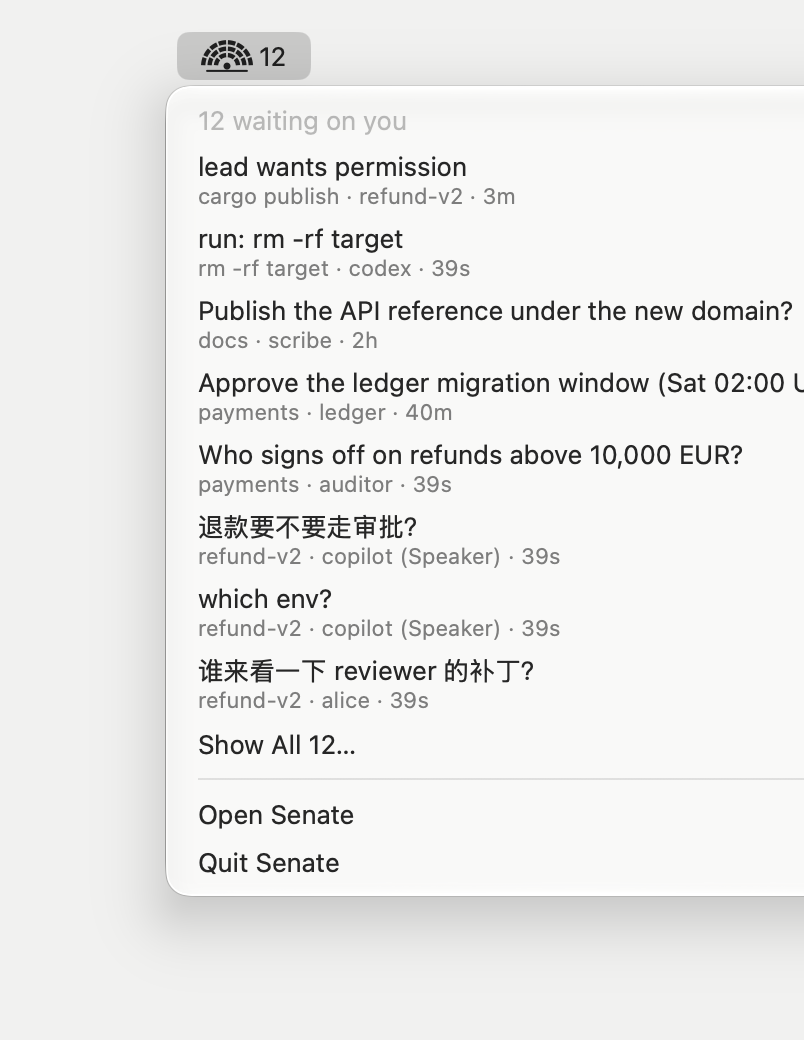 12
12 waiting on you
lead wants permission
cargo publish · refund-v2 · 3m
run: rm -rf target
rm -rf target · codex · 39s
Publish the API reference under the new domain?
docs · scribe · 2h
Approve the ledger migration window (Sat 02:00 U
payments · ledger · 40m
Who signs off on refunds above 10,000 EUR?
payments · auditor · 39s
退款要不要走审批?
refund-v2 · copilot (Speaker) · 39s
which env?
refund-v2 · copilot (Speaker) · 39s
谁来看一下 reviewer 的补丁?
refund-v2 · alice · 39s
Show All 12…
Open Senate
Quit Senate